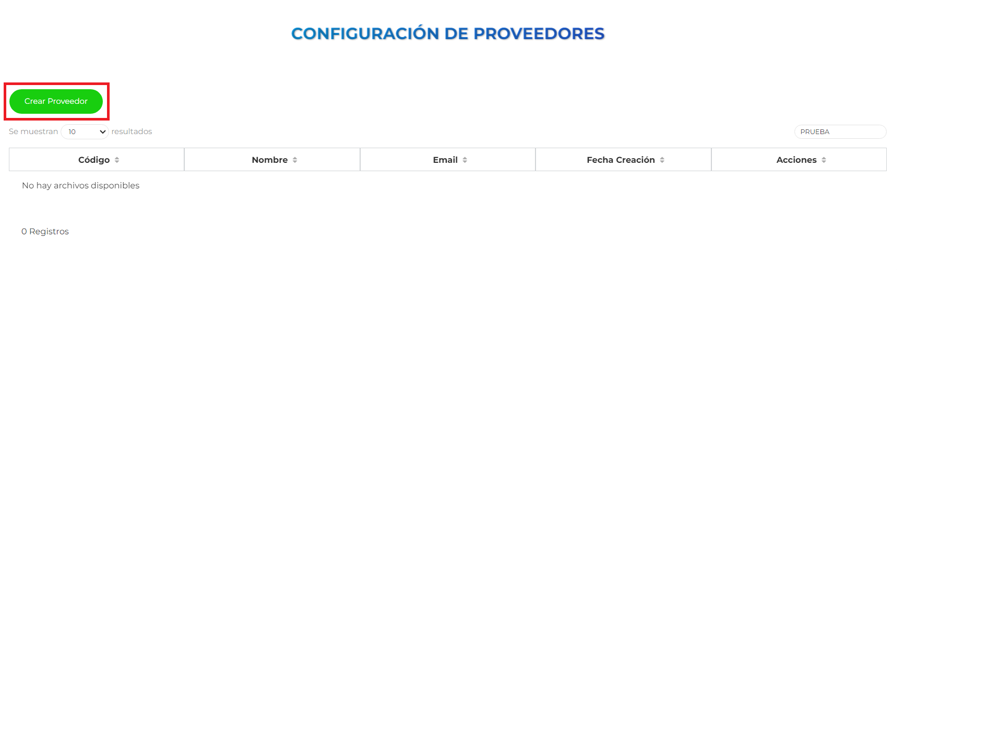 CONFIGURACIÓN DE PROVEEDORES
Crear Proveedor
Se muestran 10 resultados
PRUEBA
Código Nombre Email Fecha Creación Acciones
No hay archivos disponibles
0 Registros